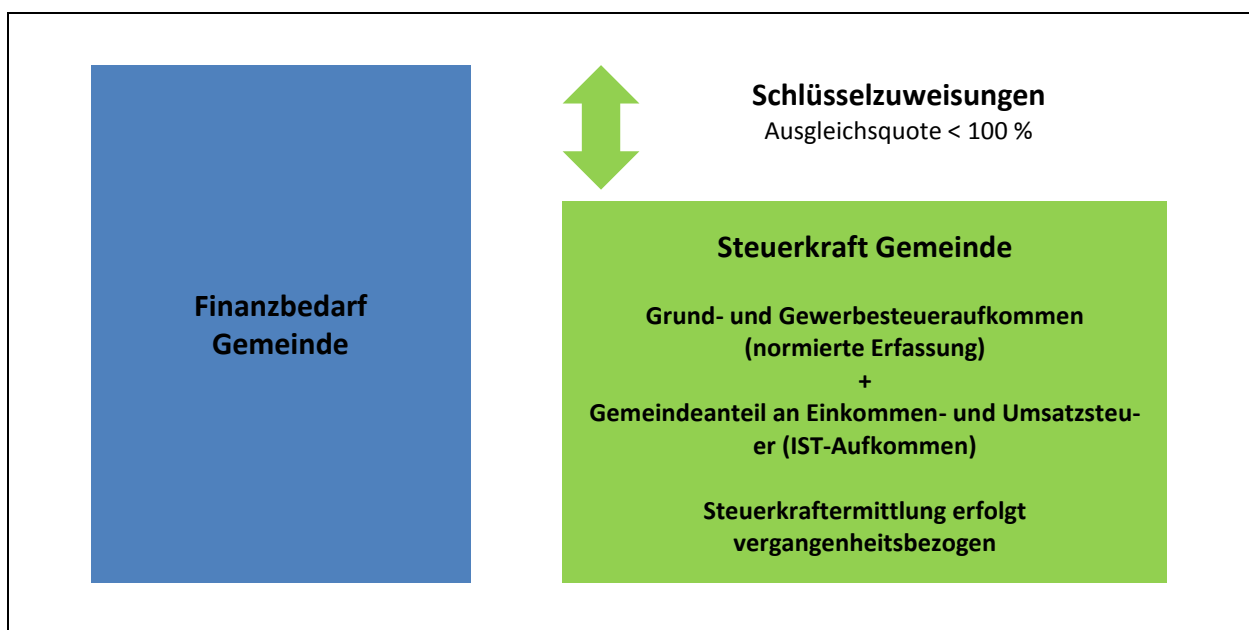 Finanzbedarf
Gemeinde
Schlüsselzuweisungen
Ausgleichsquote < 100 %
Steuerkraft Gemeinde
Grund- und Gewerbesteueraufkommen
(normierte Erfassung)
+
Gemeindeanteil an Einkommen- und Umsatzsteu-
er (IST-Aufkommen)
Steuerkraftermittlung erfolgt
vergangenheitsbezogen